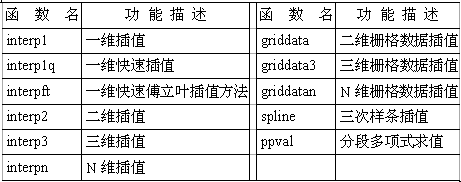 函 数 名 功 能 描 述 函 数 名 功 能 描 述
interp1 一维插值 griddata 二维栅格数据插值
interp1q 一维快速插值 griddata3 三维栅格数据插值
interpft 一维快速傅立叶插值方法 griddatan N 维栅格数据插值
interp2 二维插值 spline 三次样条插值
interp3 三维插值 ppval 分段多项式求值
interpn N 维插值